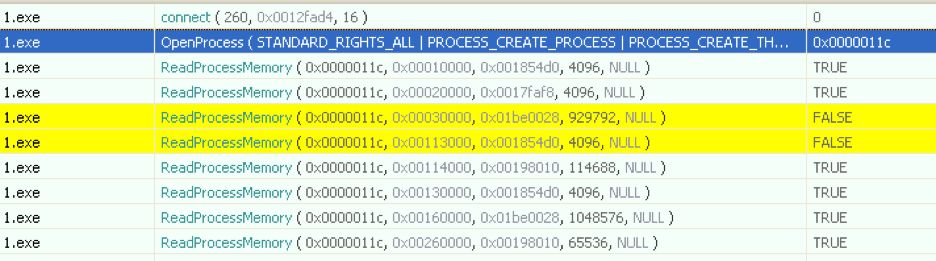 1.exe connect ( 260, 0x0012fad4, 16 ) 0
1.exe OpenProcess ( STANDARD_RIGHTS_ALL | PROCESS_CREATE_PROCESS | PROCESS_CREATE_TH... 0x0000011c
1.exe ReadProcessMemory ( 0x0000011c, 0x00010000, 0x001854d0, 4096, NULL ) TRUE
1.exe ReadProcessMemory ( 0x0000011c, 0x00020000, 0x0017faf8, 4096, NULL ) TRUE
1.exe ReadProcessMemory ( 0x0000011c, 0x00030000, 0x01be0028, 929792, NULL ) FALSE
1.exe ReadProcessMemory ( 0x0000011c, 0x00113000, 0x001854d0, 4096, NULL ) FALSE
1.exe ReadProcessMemory ( 0x0000011c, 0x00114000, 0x00198010, 114688, NULL ) TRUE
1.exe ReadProcessMemory ( 0x0000011c, 0x00130000, 0x001854d0, 4096, NULL ) TRUE
1.exe ReadProcessMemory ( 0x0000011c, 0x00160000, 0x01be0028, 1048576, NULL ) TRUE
1.exe ReadProcessMemory ( 0x0000011c, 0x00260000, 0x00198010, 65536, NULL ) TRUE